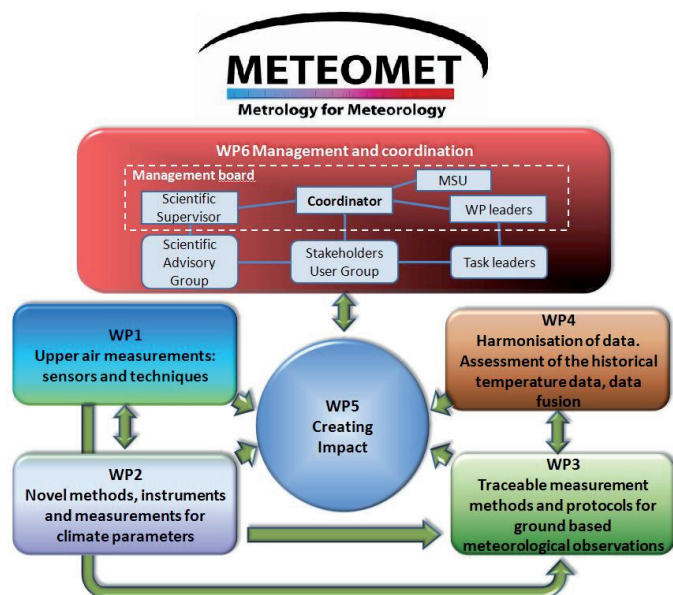 METEOMET
Metrology for Meteorology
WP6 Management and coordination
Management board
MSU
Coordinator
Scientific
Supervisor
WP leaders
Scientific
Advisory
Group
Stakeholders
User Group
Task leaders
WP1
Upper air measurements:
sensors and techniques
WP4
Harmonisation of data.
Assessment of the historical
temperature data, data
fusion
WP5
Creating
Impact
WP2
Novel methods, instruments
and measurements for
climate parameters
WP3
Traceable measurement
methods and protocols for
ground based
meteorological observations